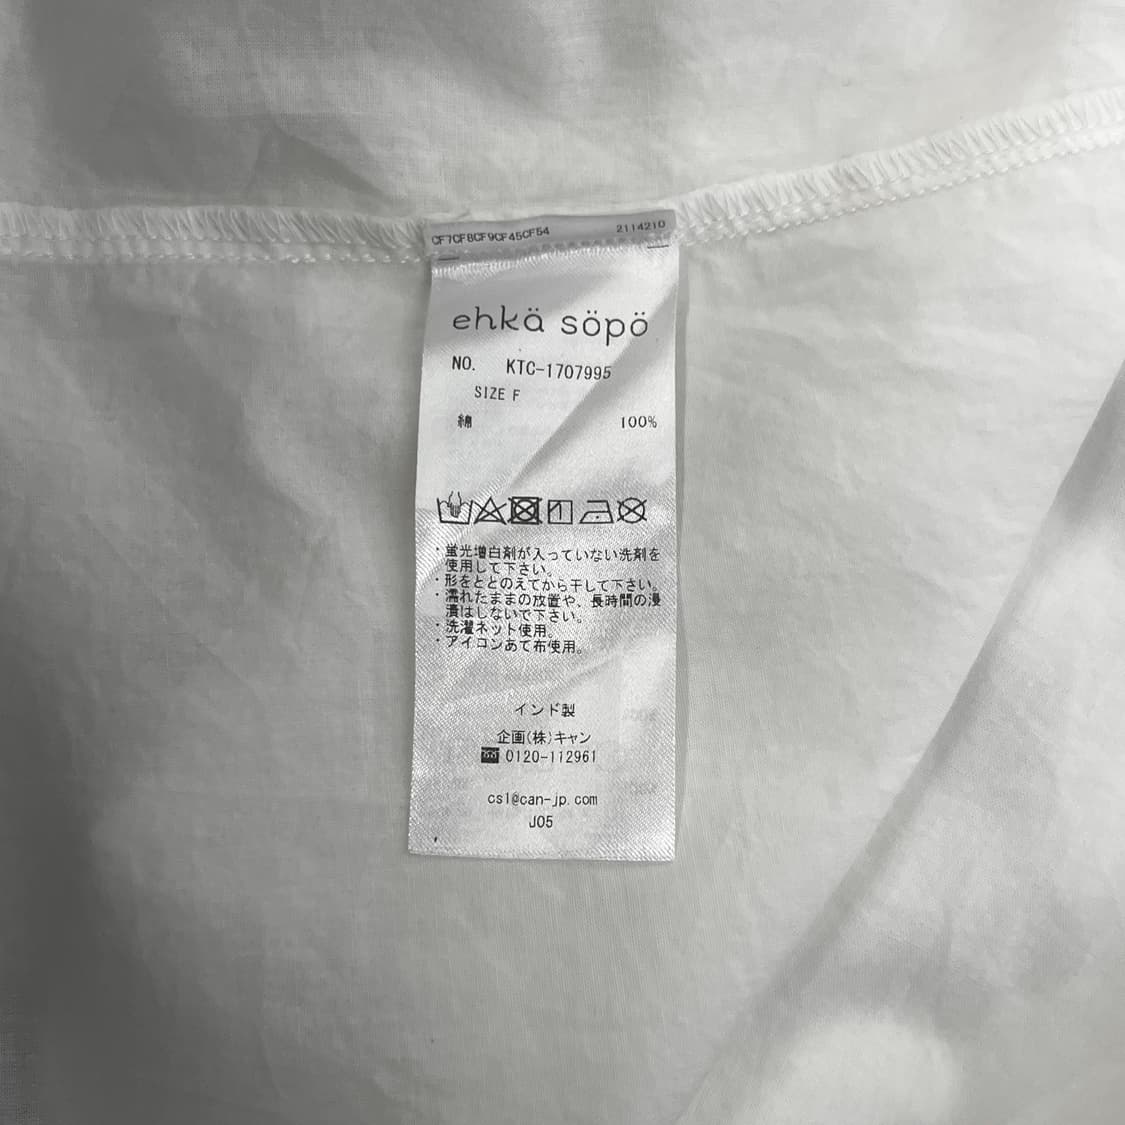 CF7CF8CF9CF45CF54 2114210
ehkä söpö
NO. KTC-1707995
SIZE F
綿 100%
・蛍光増白剤が入っていない洗剤を
使用して下さい。
・形をととのえてから干して下さい。
・濡れたままの放置や、長時間の浸
漬はしないで下さい。
・洗濯ネット使用。
・アイロンあて布使用。
インド製
企画(株)キャン
0120-112961
cs1@can-jp.com
J05